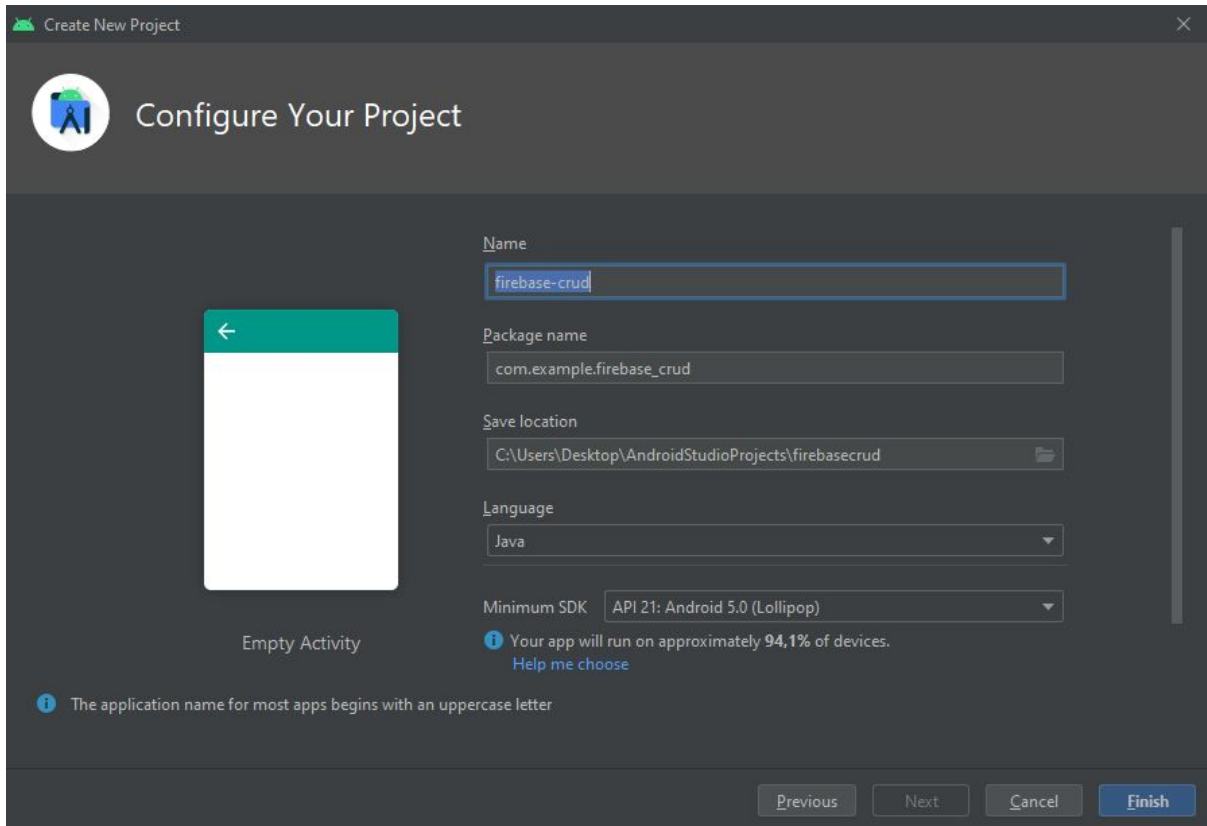 Create New Project
Configure Your Project
Name
firebase-crud
Package name
com.example.firebase_crud
Save location
C:\Users\Desktop\AndroidStudioProjects\firebasecrud
Language
Java
Minimum SDK API 21: Android 5.0 (Lollipop)
Your app will run on approximately 94,1% of devices.
Help me choose
Empty Activity
The application name for most apps begins with an uppercase letter
Previous Next Cancel Finish